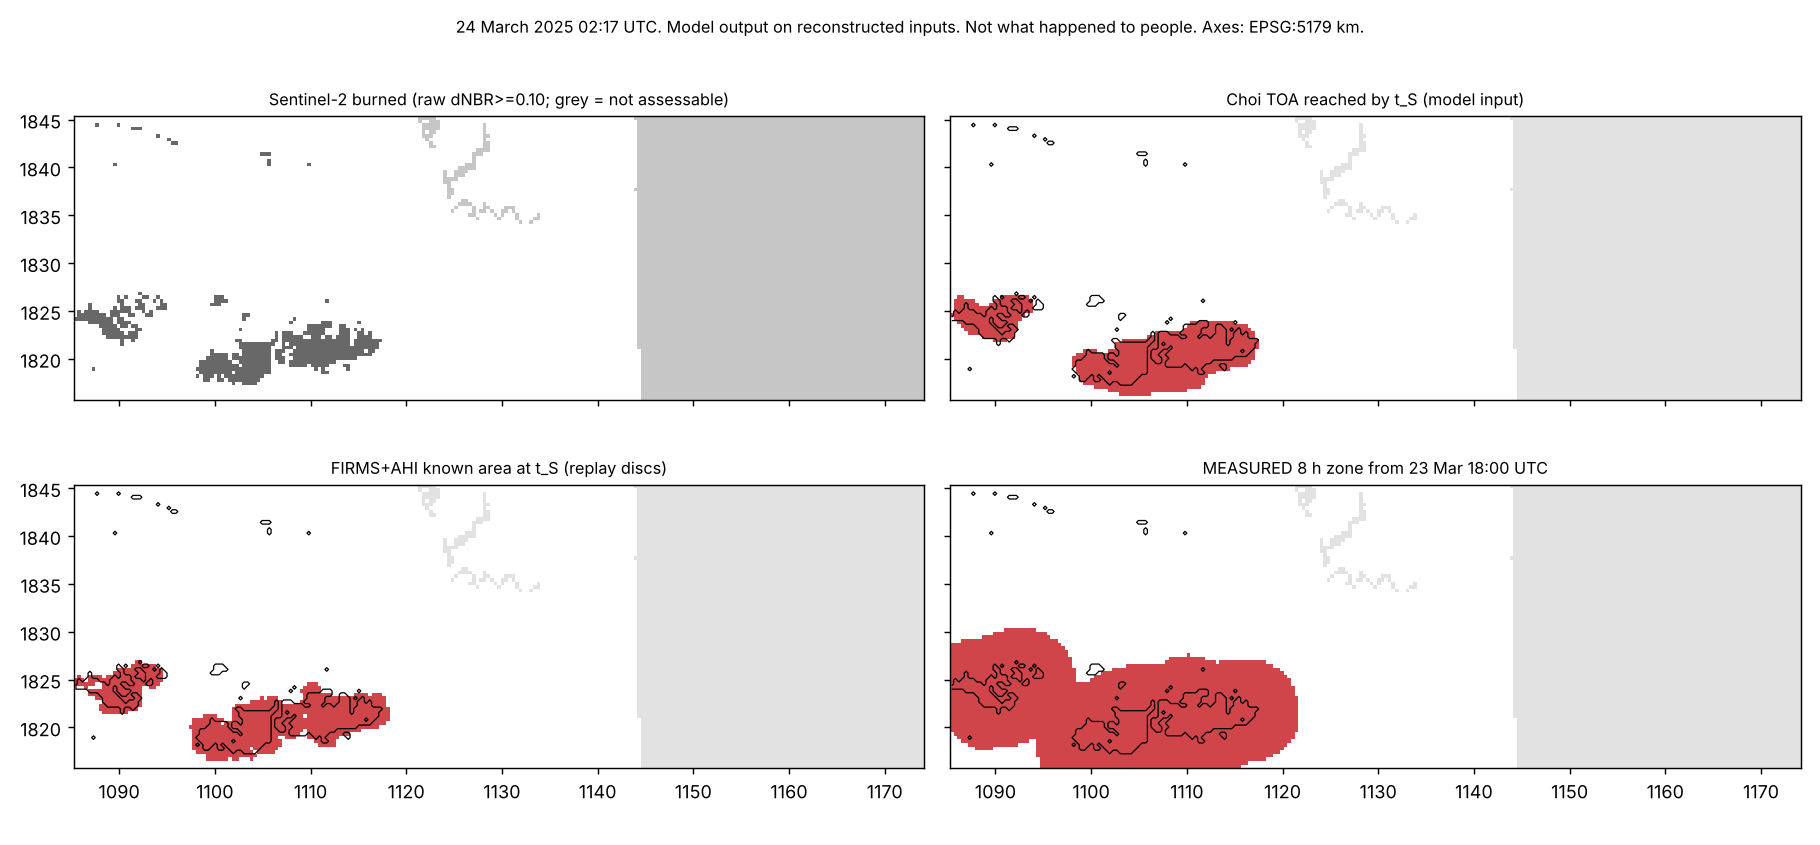 24 March 2025 02:17 UTC. Model output on reconstructed inputs. Not what happened to people. Axes: EPSG:5179 km.
Sentinel-2 burned (raw dNBR>=0.10; grey = not assessable)
Choi TOA reached by t_S (model input)
1845
1840
1835
1830
1825
1820
FIRMS+AHI known area at t_S (replay discs)
MEASURED 8 h zone from 23 Mar 18:00 UTC
1845
1840
1835
1830
1825
1820
1090 1100 1110 1120 1130 1140 1150 1160 1170
1090 1100 1110 1120 1130 1140 1150 1160 1170